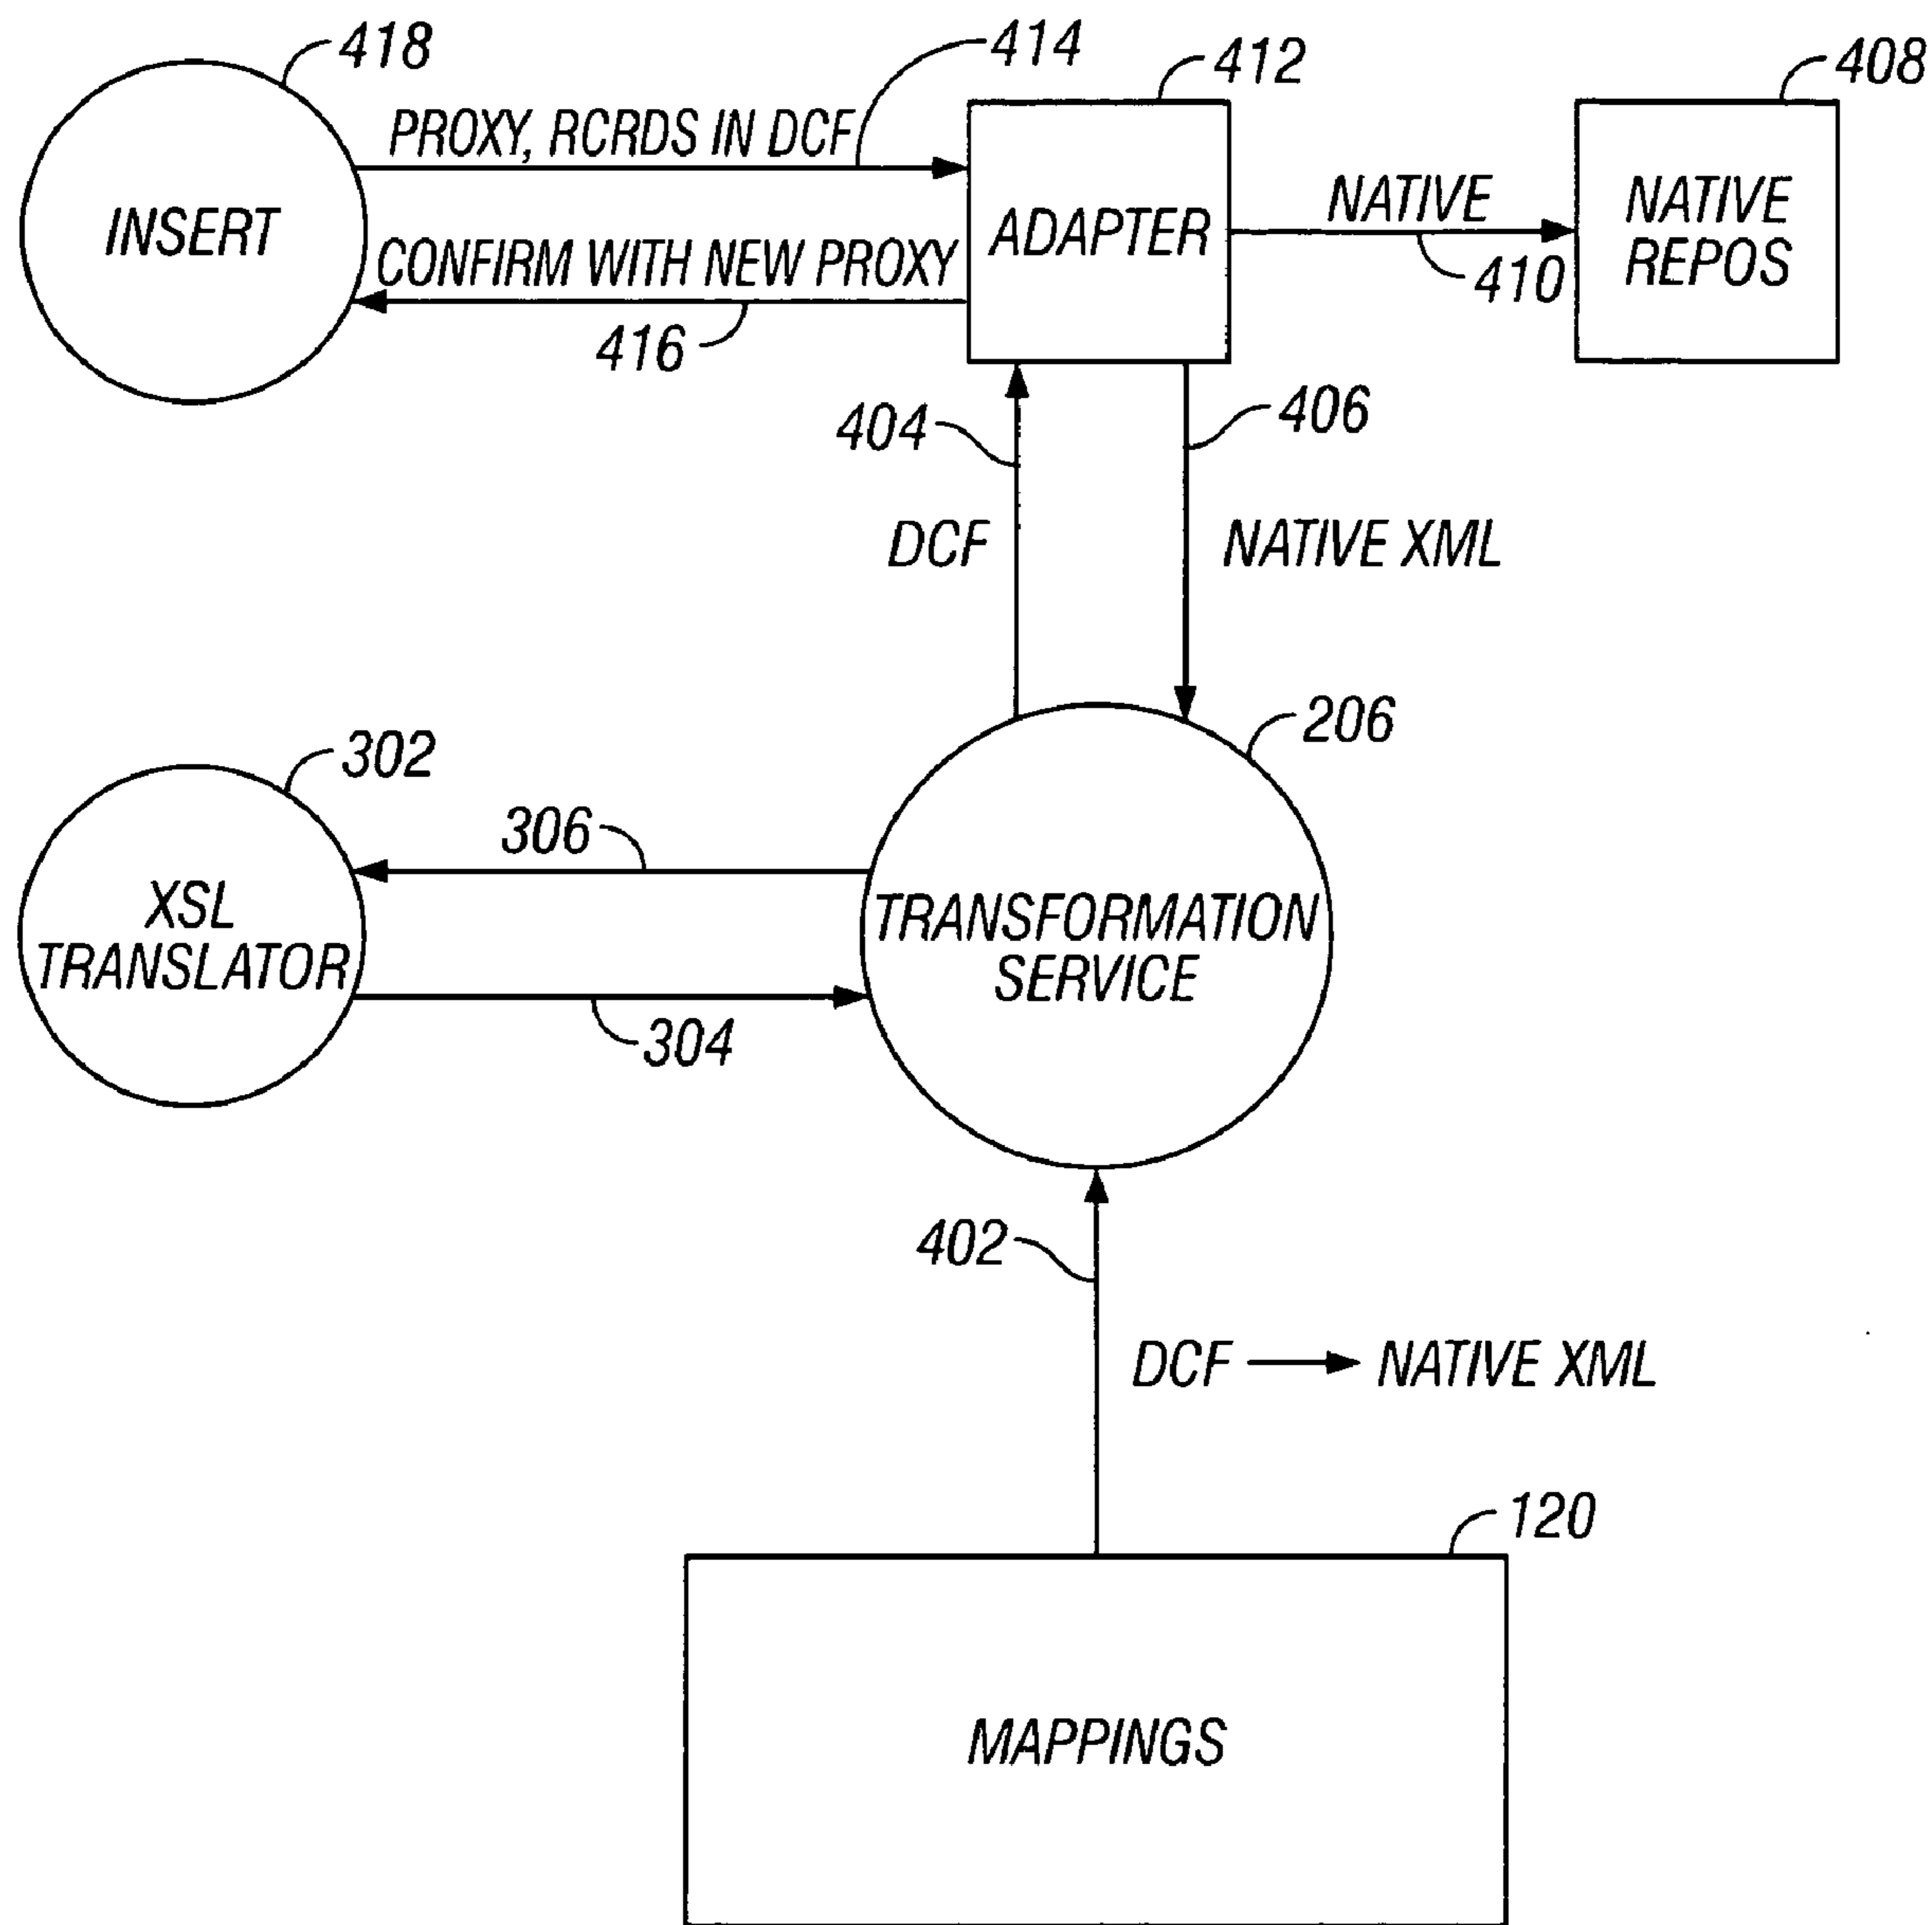 418
414
412
408
PROXY, RCRDS IN DCF
INSERT
CONFIRM WITH NEW PROXY
416
ADAPTER
NATIVE
410
NATIVE
REPOS
404
406
DCF
NATIVE XML
206
302
306
XSL
TRANSLATOR
304
TRANSFORMATION
SERVICE
402
DCF → NATIVE XML
120
MAPPINGS